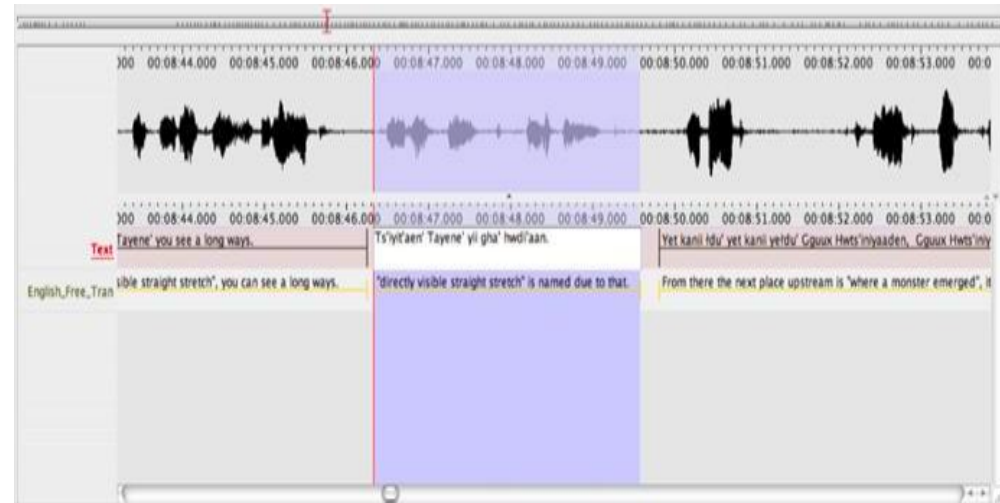 000 00:08:44.000 00:08:45.000 00:08:46.000 00:08:47.000 00:08:48.000 00:08:49.000 00:08:50.000 00:08:51.000 00:08:52.000 00:08:53.000 00:0
000 00:08:44.000 00:08:45.000 00:08:46.000 00:08:47.000 00:08:48.000 00:08:49.000 00:08:50.000 00:08:51.000 00:08:52.000 00:08:53.000 00:0
Text
Tayene' you see a long ways.
Ts'iyit'aen' Tayene' yii gha' hwdi'aan.
Yet kanii łdu' yet kanii yełdu' Gguux Hwts'iniyaaden, Gguux Hwts'iniy
English_Free_Tran
sible straight stretch", you can see a long ways.
"directly visible straight stretch" is named due to that.
From there the next place upstream is "where a monster emerged", it